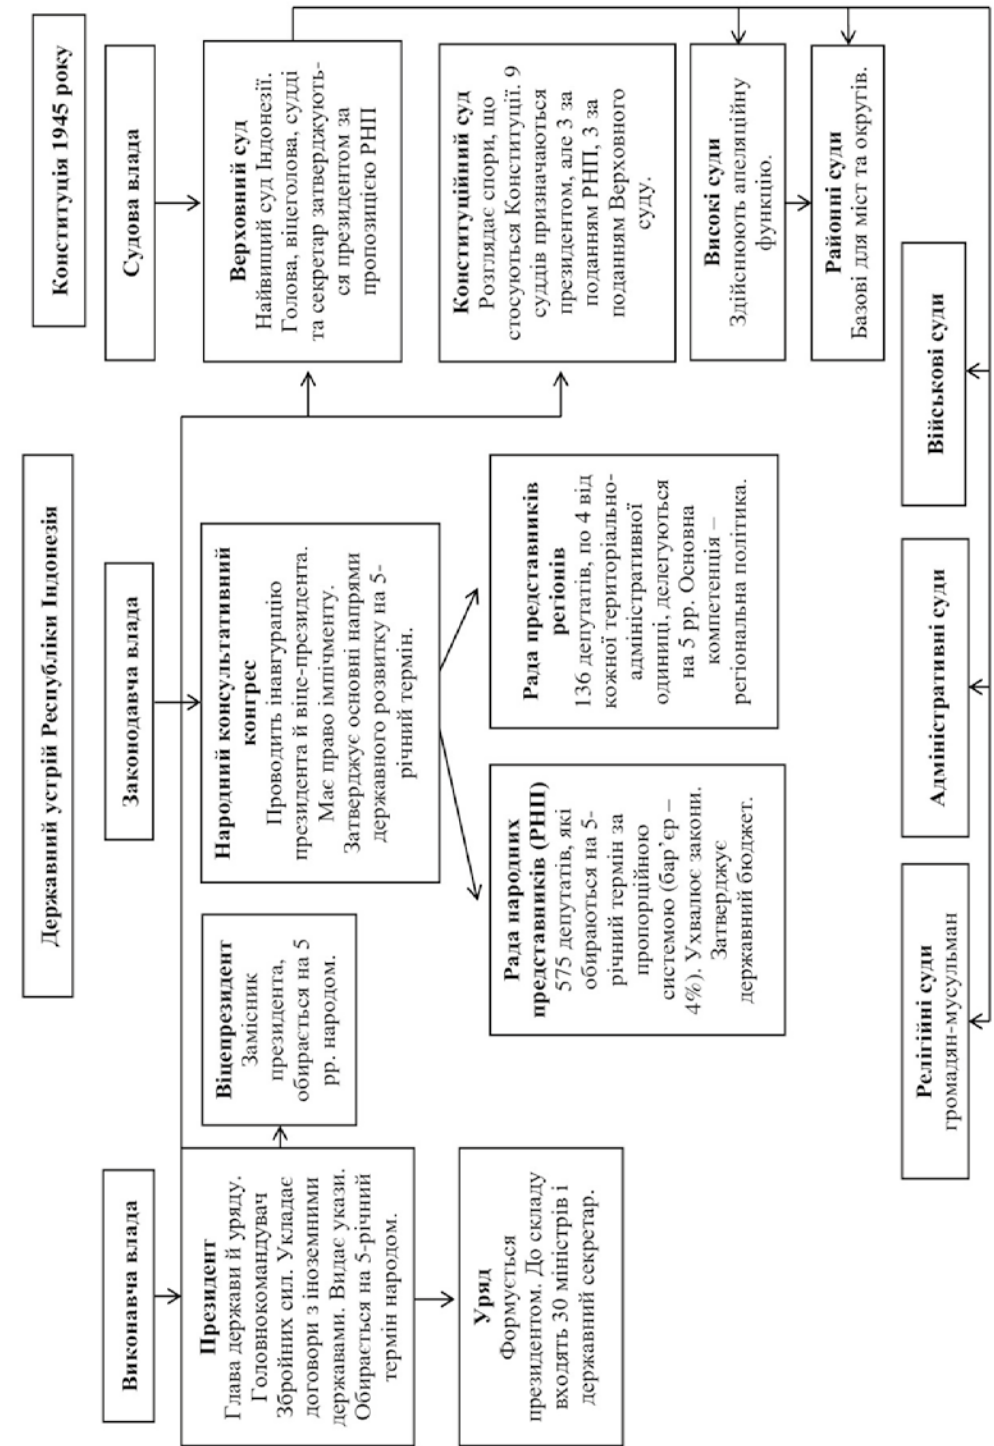 Державний устрій Республіки Індонезія
Конституція 1945 року
Виконавча влада
Законодавча влада
Судова влада
Президент
Глава держави й уряду.
Головнокомандувач
Збройних сил. Укладає
договори з іноземними
державами. Видає укази.
Обирається на 5-річний
термін народом.
Віцепрезидент
Замісник
президента,
обирається на 5
рр. народом.
Уряд
Формується
президентом. До складу
входять 30 міністрів і
державний секретар.
Народний консультативний
конгрес
Проводить інавгурацію
президента й віце-президента.
Має право імпічменту.
Затверджує основні напрями
державного розвитку на 5-
річний термін.
Рада народних
представників (РНП)
575 депутатів, які
обираються на 5-
річний термін за
пропорційною
системою (бар’єр –
4%). Ухвалює закони.
Затверджує
державний бюджет.
Рада представників
регіонів
136 депутатів, по 4 від
кожної територіально-
адміністративної
одиниці, делегуються
на 5 рр. Основна
компетенція –
регіональна політика.
Верховний суд
Найвищий суд Індонезії.
Голова, віцеголова, судді
та секретар затверджують-
ся президентом за
пропозицією РНП
Конституційний суд
Розглядає спори, що
стосуються Конституції. 9
суддів призначаються
президентом, але 3 за
поданням РНП, 3 за
поданням Верховного
суду.
Високі суди
Здійснюють апеляційну
функцію.
Районні суди
Базові для міст та округів.
Релігійні суди
громадян-мусульман
Адміністративні суди
Військові суди